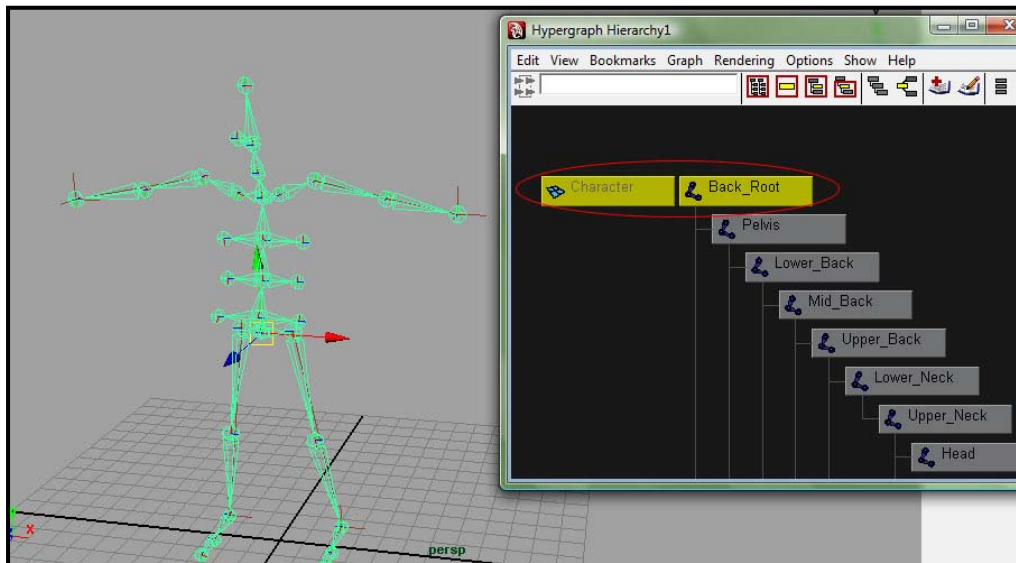 Hypergraph Hierarchy1
Edit View Bookmarks Graph Rendering Options Show Help
Character Back_Root
Pelvis
Lower_Back
Mid_Back
Upper_Back
Lower_Neck
Upper_Neck
Head
X
persp